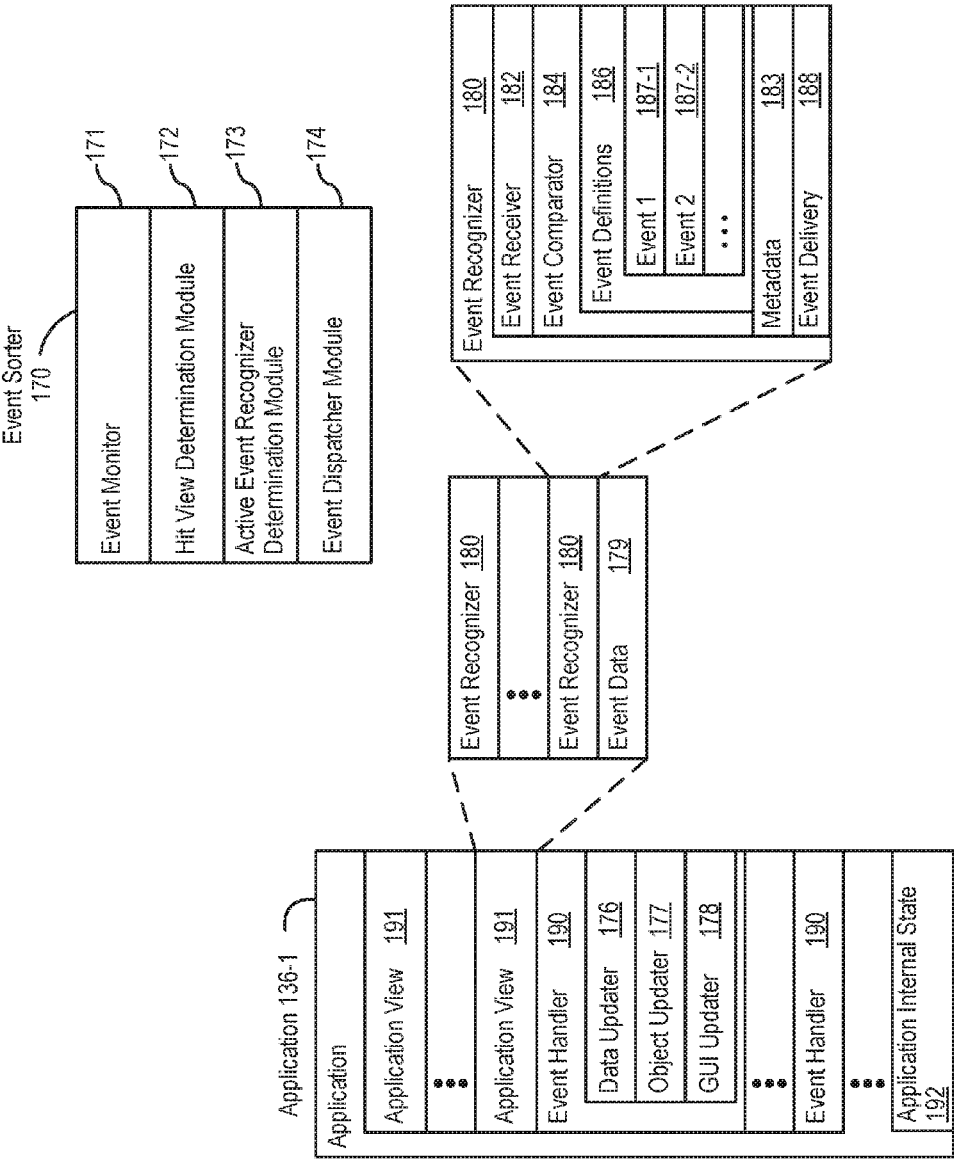 Event Sorter
170
Event Monitor
171
Hit View Determination Module
172
Active Event Recognizer
Determination Module
173
Event Dispatcher Module
174
Application 136-1
Application
Application View 191
•••
Application View 191
Event Handler 190
Data Updater 176
Object Updater 177
GUI Updater 178
•••
Event Handler 190
•••
Application Internal State
192
Event Recognizer 180
•••
Event Recognizer 180
Event Data 179
Event Recognizer 180
Event Receiver 182
Event Comparator 184
Event Definitions 186
Event 1 187-1
Event 2 187-2
•••
Metadata 183
Event Delivery 188